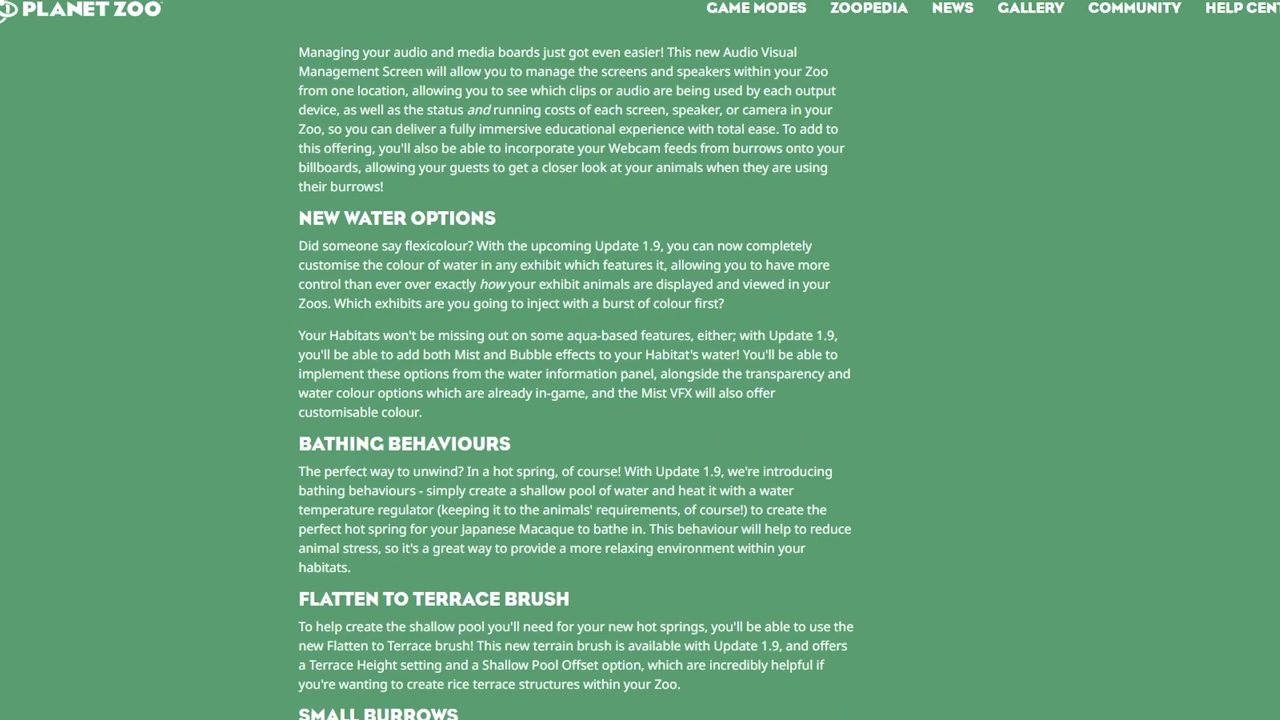 PLANET ZOO
GAME MODES ZOOPEDIA NEWS GALLERY COMMUNITY HELP CENT
Managing your audio and media boards just got even easier! This new Audio Visual
Management Screen will allow you to manage the screens and speakers within your Zoo
from one location, allowing you to see which clips or audio are being used by each output
device, as well as the status and running costs of each screen, speaker, or camera in your
Zoo, so you can deliver a fully immersive educational experience with total ease. To add to
this offering, you'll also be able to incorporate your Webcam feeds from burrows onto your
billboards, allowing your guests to get a closer look at your animals when they are using
their burrows!
NEW WATER OPTIONS
Did someone say flexicolour? With the upcoming Update 1.9, you can now completely
customise the colour of water in any exhibit which features it, allowing you to have more
control than ever over exactly how your exhibit animals are displayed and viewed in your
Zoos. Which exhibits are you going to inject with a burst of colour first?
Your Habitats won't be missing out on some aqua-based features, either; with Update 1.9,
you'll be able to add both Mist and Bubble effects to your Habitat's water! You'll be able to
implement these options from the water information panel, alongside the transparency and
water colour options which are already in-game, and the Mist VFX will also offer
customisable colour.
BATHING BEHAVIOURS
The perfect way to unwind? In a hot spring, of course! With Update 1.9, we're introducing
bathing behaviours - simply create a shallow pool of water and heat it with a water
temperature regulator (keeping it to the animals' requirements, of course!) to create the
perfect hot spring for your Japanese Macaque to bathe in. This behaviour will help to reduce
animal stress, so it's a great way to provide a more relaxing environment within your
habitats.
FLATTEN TO TERRACE BRUSH
To help create the shallow pool you'll need for your new hot springs, you'll be able to use the
new Flatten to Terrace brush! This new terrain brush is available with Update 1.9, and offers
a Terrace Height setting and a Shallow Pool Offset option, which are incredibly helpful if
you're wanting to create rice terrace structures within your Zoo.
SMALL BURROWS